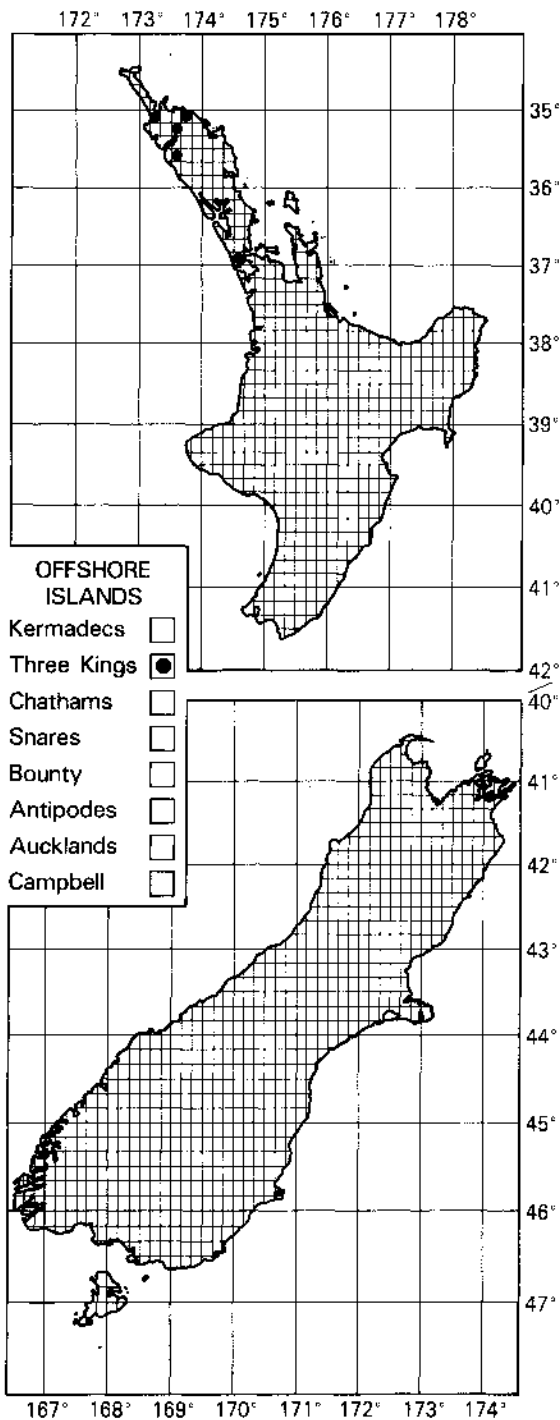 172° 173° 174° 175° 176° 177° 178°
35°
36°
37°
38°
39°
40°
41°
42°
OFFSHORE
ISLANDS
Kermadecs
Three Kings
Chathams
Snares
Bounty
Antipodes
Aucklands
Campbell
40°
41°
42°
43°
44°
45°
46°
47°
167° 168° 169° 170° 171° 172° 173° 174°